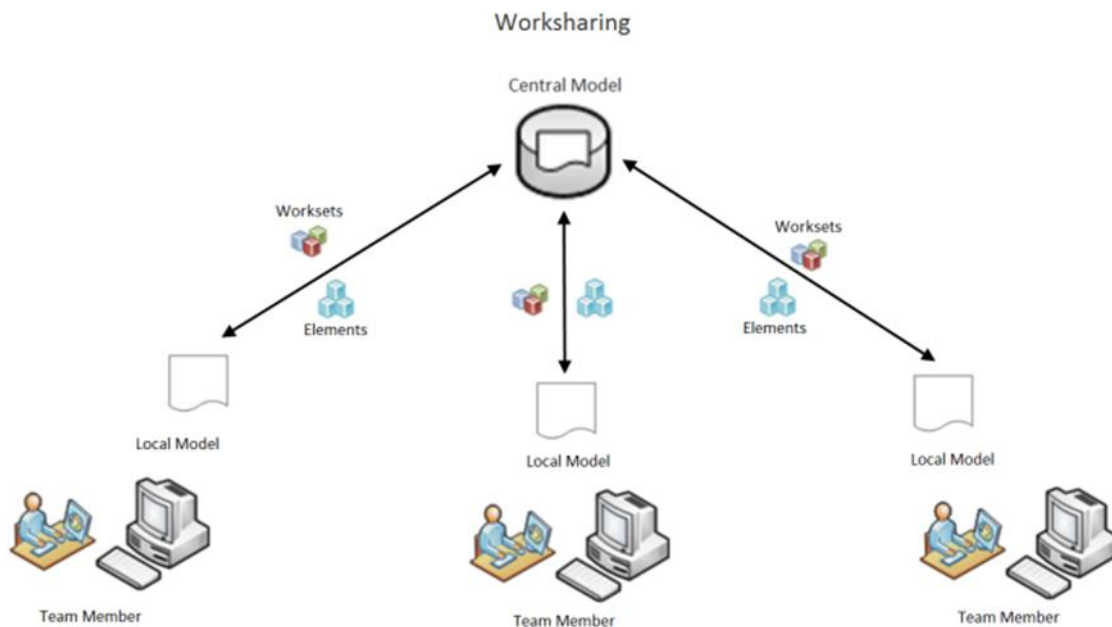 Worksharing
Central Model
Worksets
Worksets
Elements
Elements
Local Model
Local Model
Local Model
Team Member
Team Member
Team Member